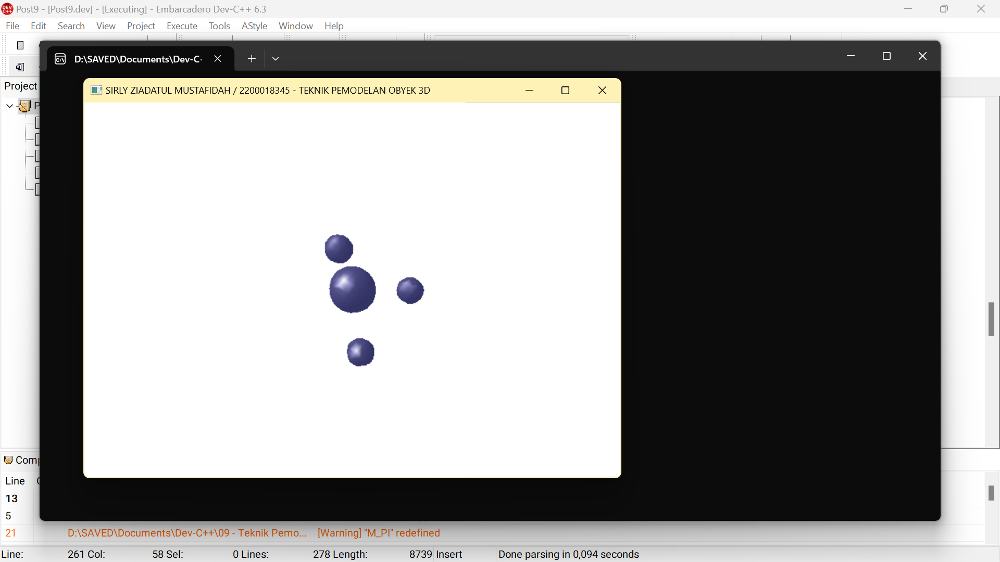 Post9 - [Post9.dev] - [Executing] - Embarcadero Dev-C++ 6.3
File Edit Search View Project Execute Tools AStyle Window Help
D:\SAVED\Documents\Dev-C-
Project
SIRLY ZIADATUL MUSTAFIDAH / 2200018345 - TEKNIK PEMODELAN OBYEK 3D
P
Comp
Line
13
5
21 D:\SAVED\Documents\Dev-C++\09 - Teknik Pemo... [Warning] "M_PI" redefined
Line: 261 Col: 58 Sel: 0 Lines: 278 Length: 8739 Insert Done parsing in 0,094 seconds